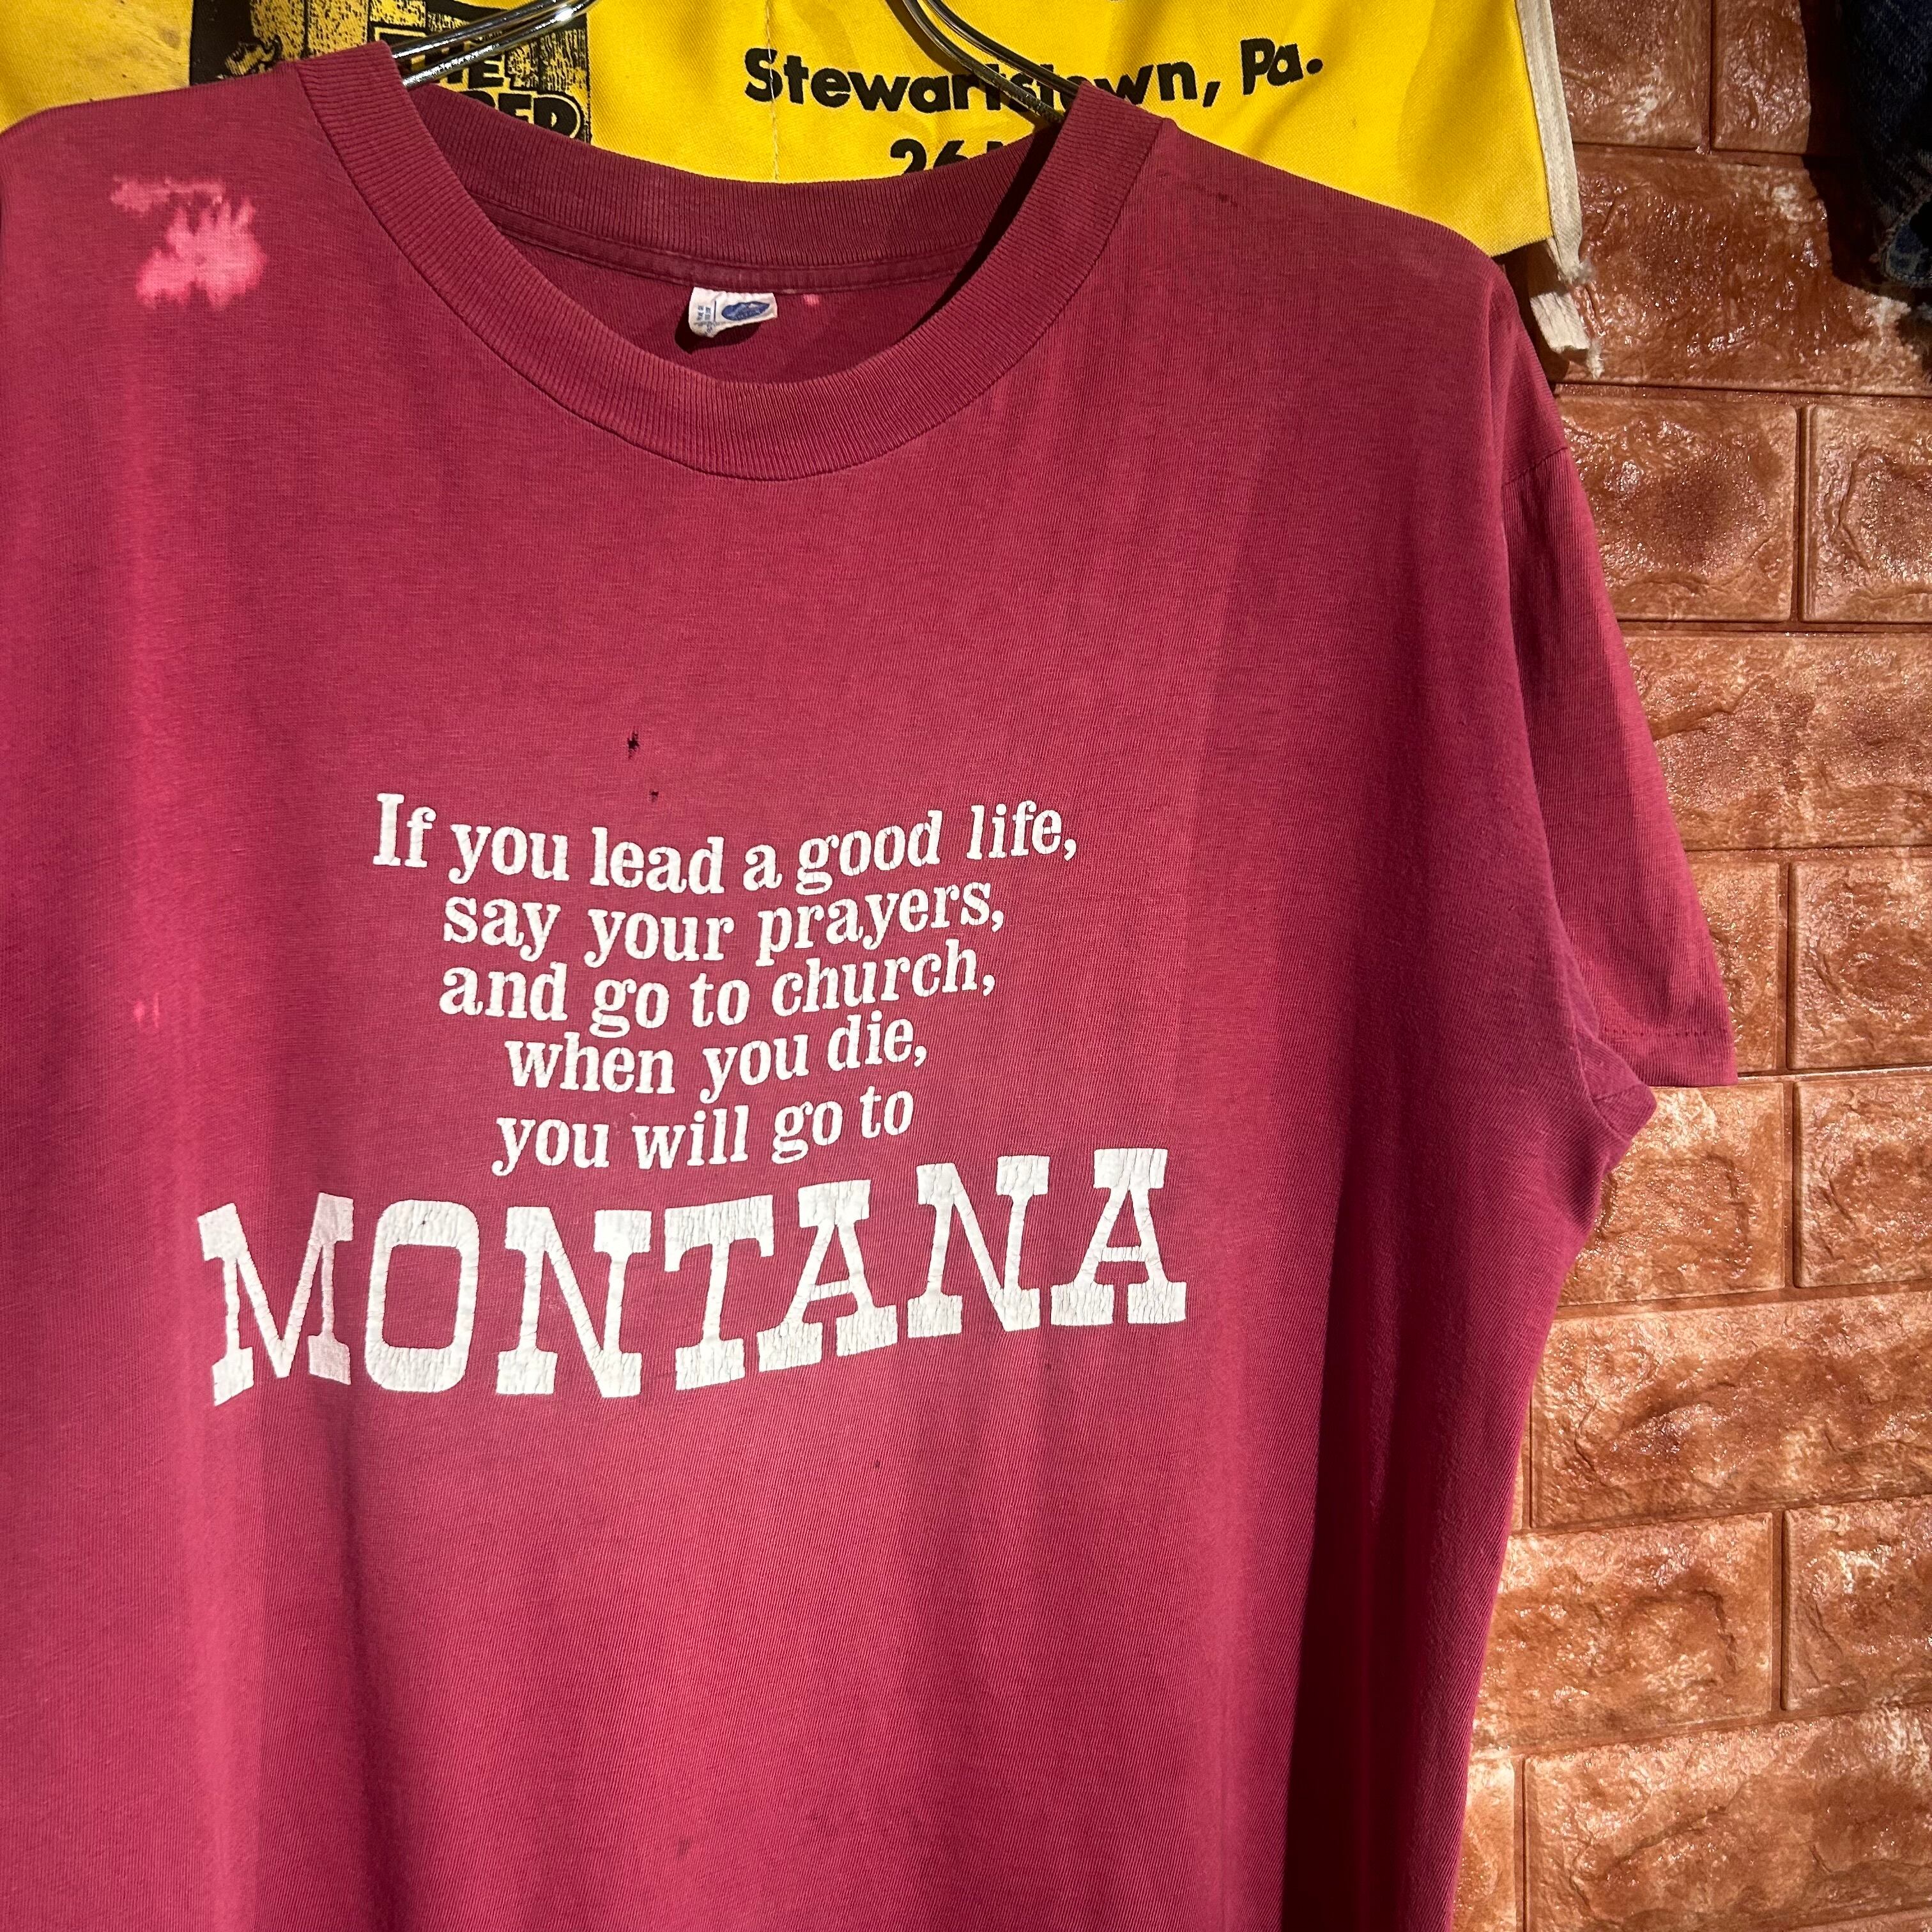 Stewartstown, Pa.
26
If you lead a good life,
say your prayers,
and go to church,
when you die,
you will go to
MONTANA